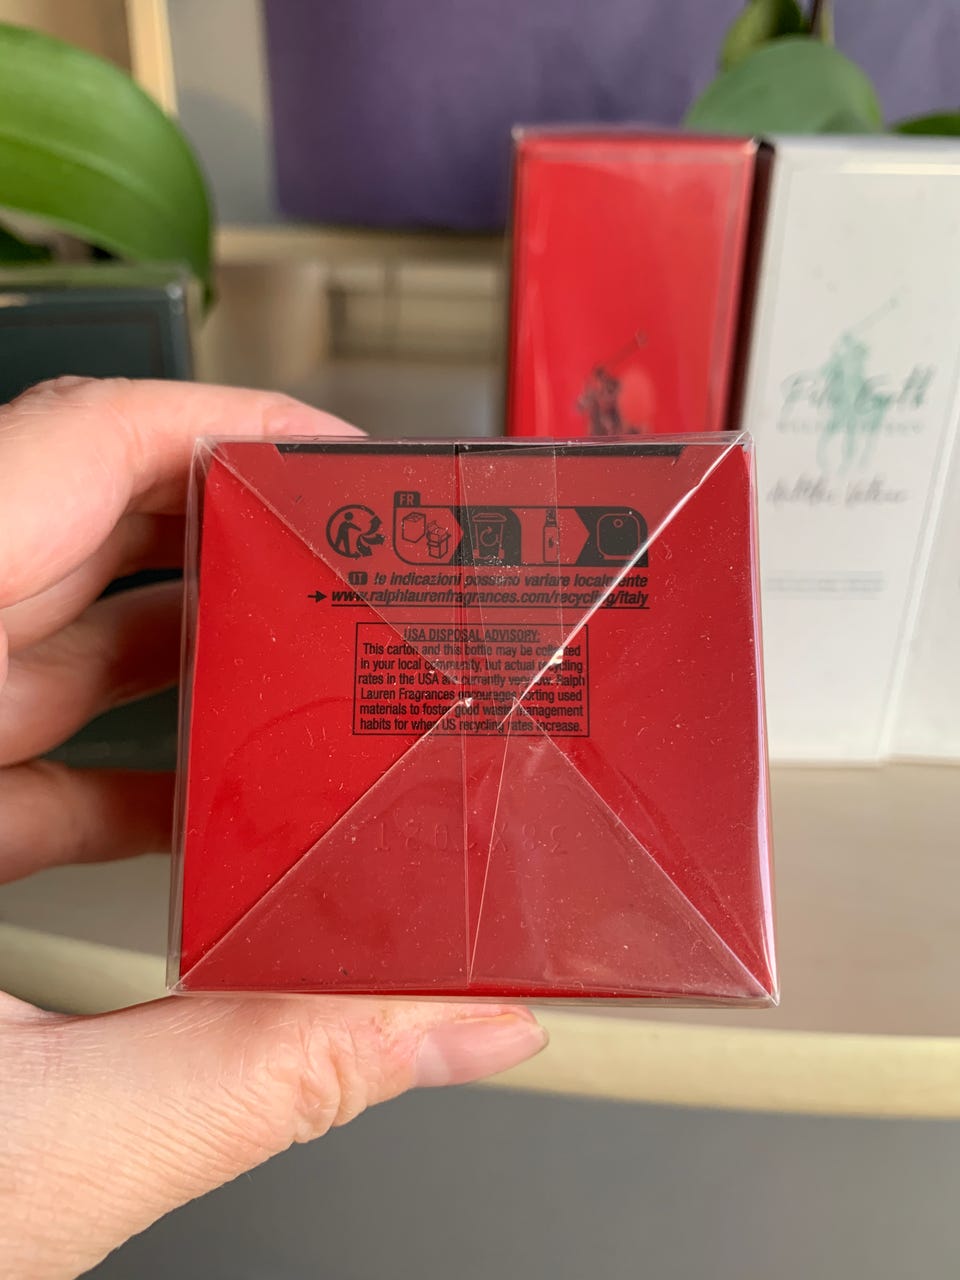 FR
IT le indicazioni possono variare localmente
www.ralphlaurenfragrances.com/recycling/italy
USA DISPOSAL ADVISORY:
This carton and this bottle may be collected
in your local community, but actual recycling
rates in the USA are currently very low. Ralph
Lauren Fragrances encourages sorting used
materials to foster good waste management
habits for when US recycling rates increase.
Polo Earth